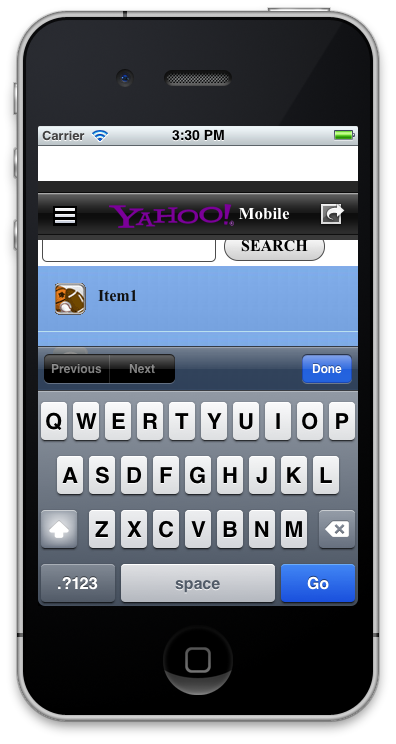 Carrier 3:30 PM
YAHOO! Mobile
SEARCH
Item1
Previous Next Done
Q W E R T Y U I O P
A S D F G H J K L
Z X C V B N M
.?123 space Go